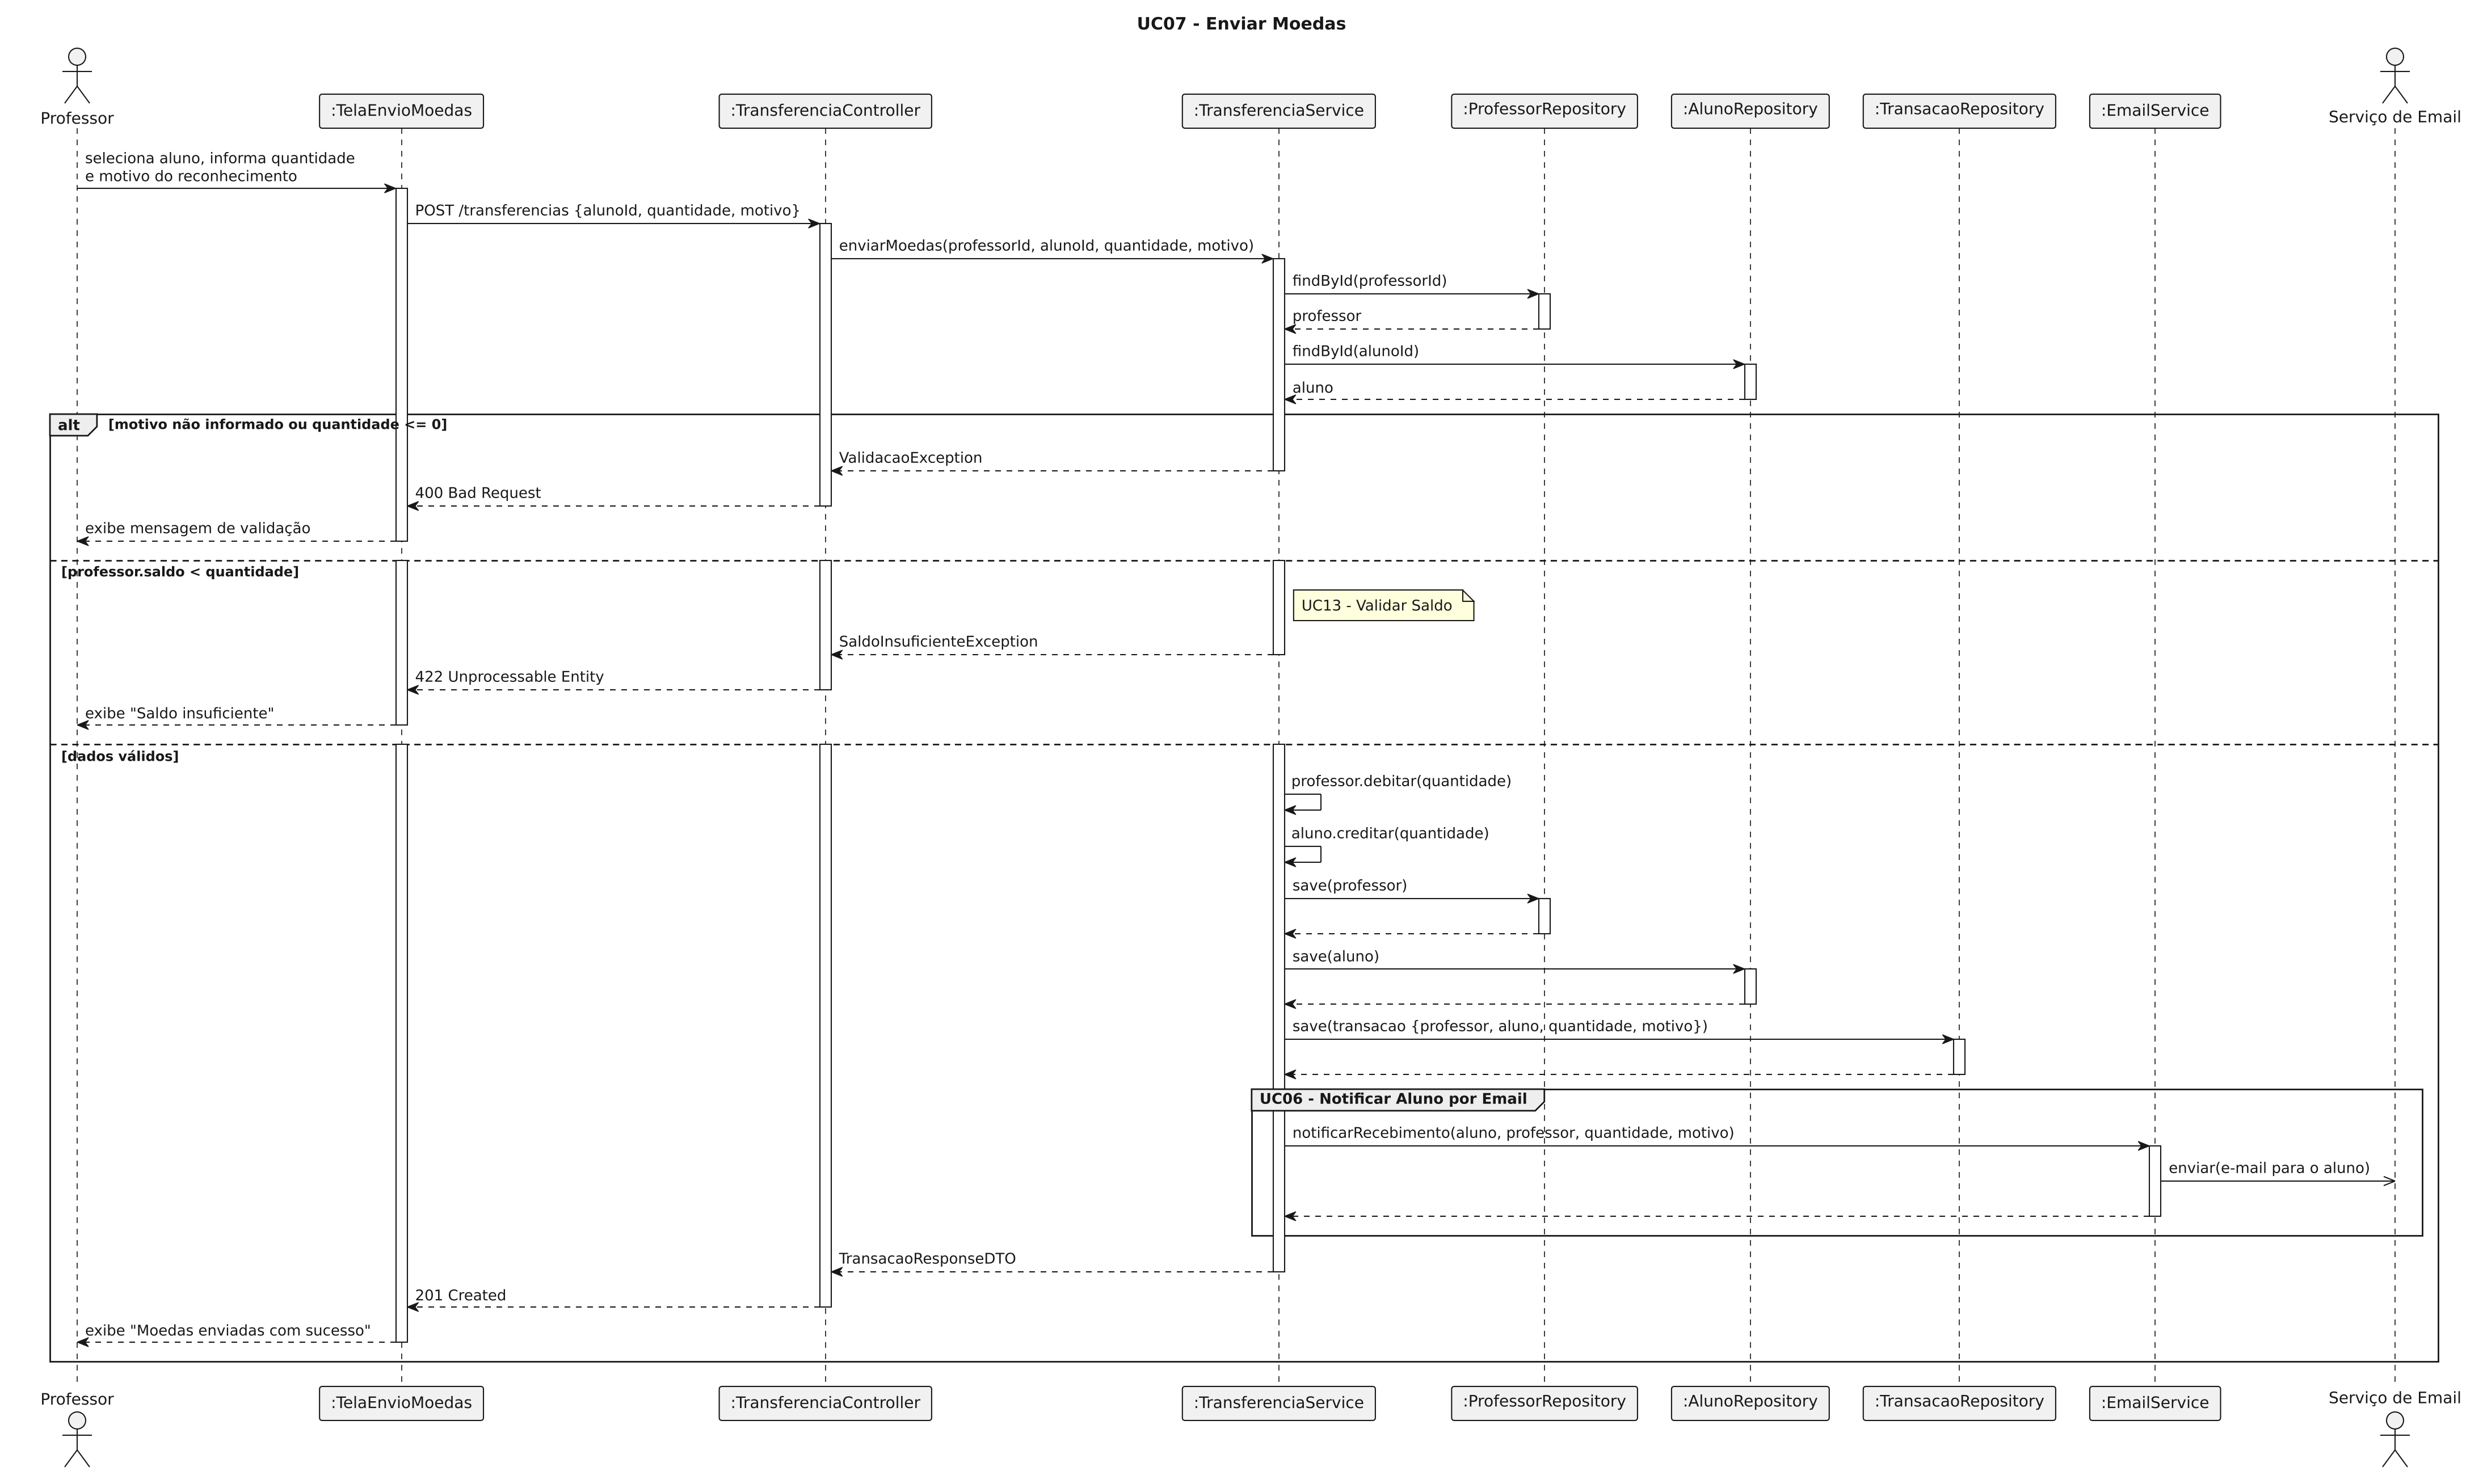 UC07 - Enviar Moedas
Professor
:TelaEnvioMoedas
:TransferenciaController
:TransferenciaService
:ProfessorRepository
:AlunoRepository
:TransacaoRepository
:EmailService
Serviço de Email
seleciona aluno, informa quantidade
e motivo do reconhecimento
POST /transferencias {alunoId, quantidade, motivo}
enviarMoedas(professorId, alunoId, quantidade, motivo)
findById(professorId)
professor
findById(alunoId)
aluno
alt [motivo não informado ou quantidade <= 0]
ValidacaoException
400 Bad Request
exibe mensagem de validação
[professor.saldo < quantidade]
UC13 - Validar Saldo
SaldoInsuficienteException
422 Unprocessable Entity
exibe "Saldo insuficiente"
[dados válidos]
professor.debitar(quantidade)
aluno.creditar(quantidade)
save(professor)
save(aluno)
save(transacao {professor, aluno, quantidade, motivo})
UC06 - Notificar Aluno por Email
notificarRecebimento(aluno, professor, quantidade, motivo)
enviar(e-mail para o aluno)
TransacaoResponseDTO
201 Created
exibe "Moedas enviadas com sucesso"
Professor
:TelaEnvioMoedas
:TransferenciaController
:TransferenciaService
:ProfessorRepository
:AlunoRepository
:TransacaoRepository
:EmailService
Serviço de Email